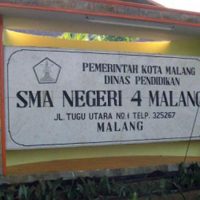 PEMERINTAH KOTA MALANG
DINAS PENDIDIKAN
SMA NEGERI 4 MALANG
JL. TUGU UTARA NO.1 TELP. 325267
MALANG